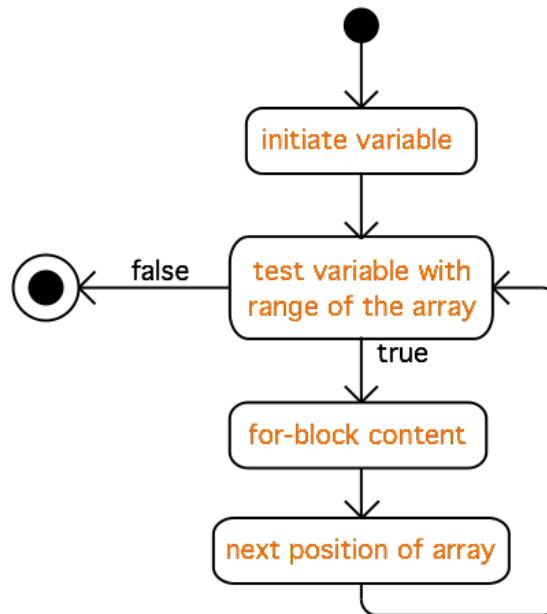 initiate variable
false
test variable with
range of the array
true
for-block content
next position of array